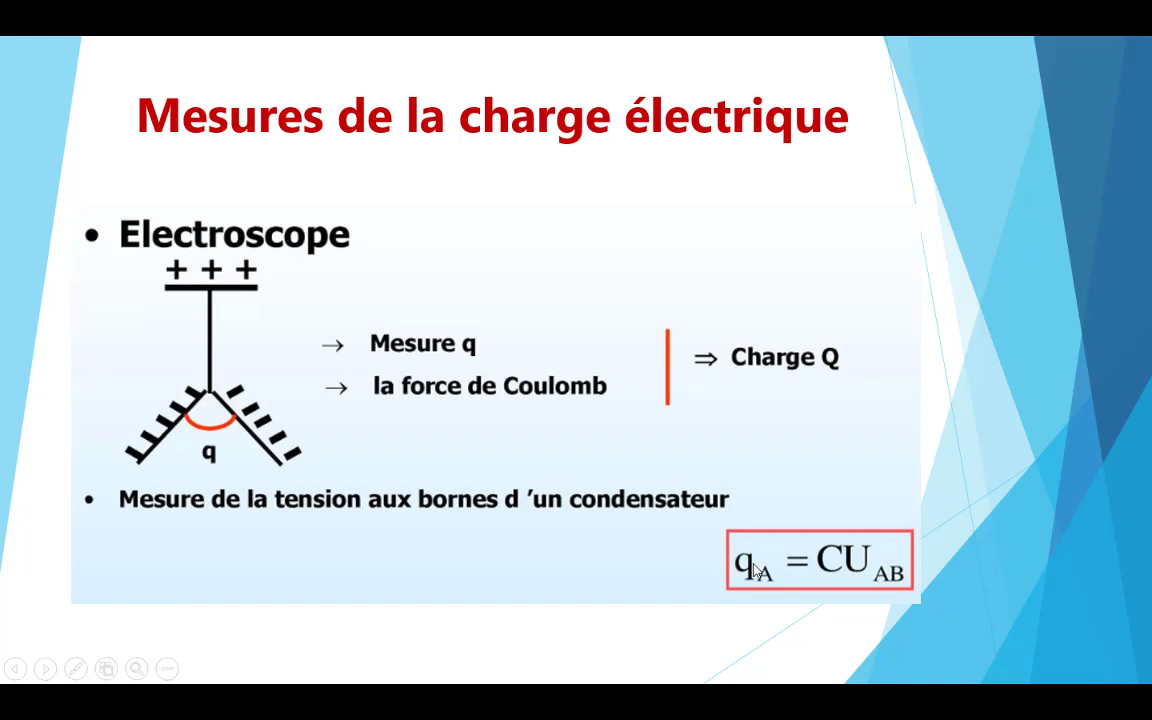 Mesures de la charge électrique
• Electroscope
+ + +
→ Mesure q
→ la force de Coulomb
⇒ Charge Q
q
• Mesure de la tension aux bornes d ’un condensateur
qA = CUAB